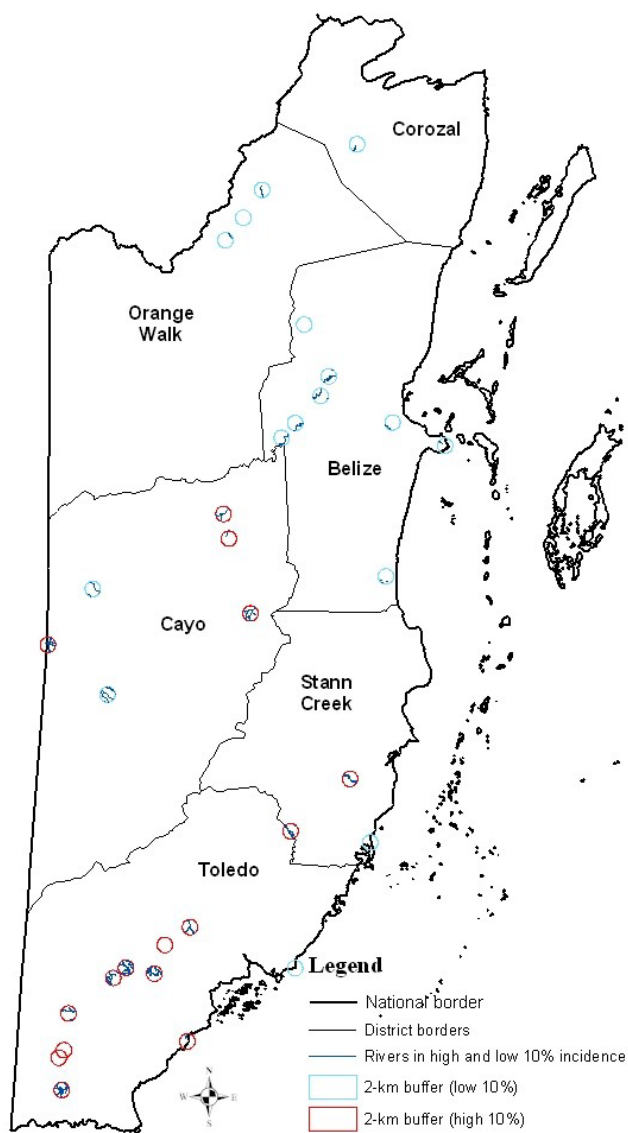 Corozal
Orange
Walk
Belize
Cayo
Stann
Creek
Toledo
Legend
National border
District borders
Rivers in high and low 10% incidence
2-km buffer (low 10%)
2-km buffer (high 10%)
N
W E
S